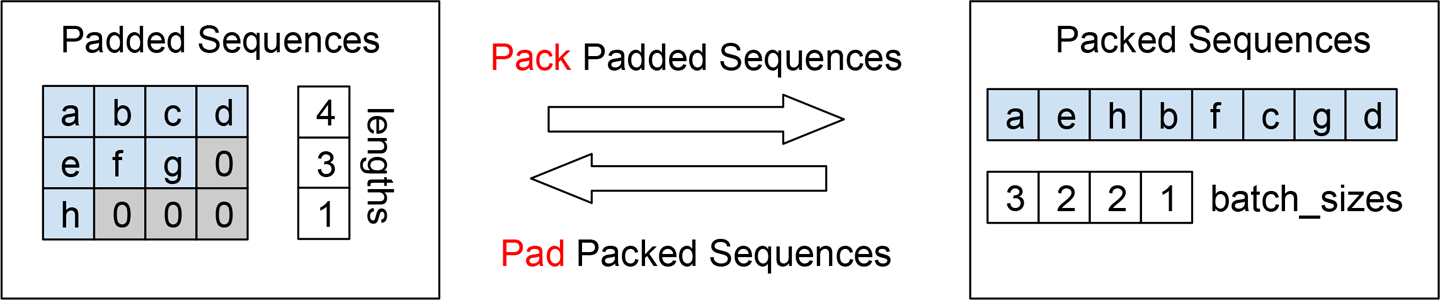 Padded Sequences
a b c d
e f g 0
h 0 0 0
4
3
1
lengths
Pack Padded Sequences
Pad Packed Sequences
Packed Sequences
a e h b f c g d
3 2 2 1 batch_sizes